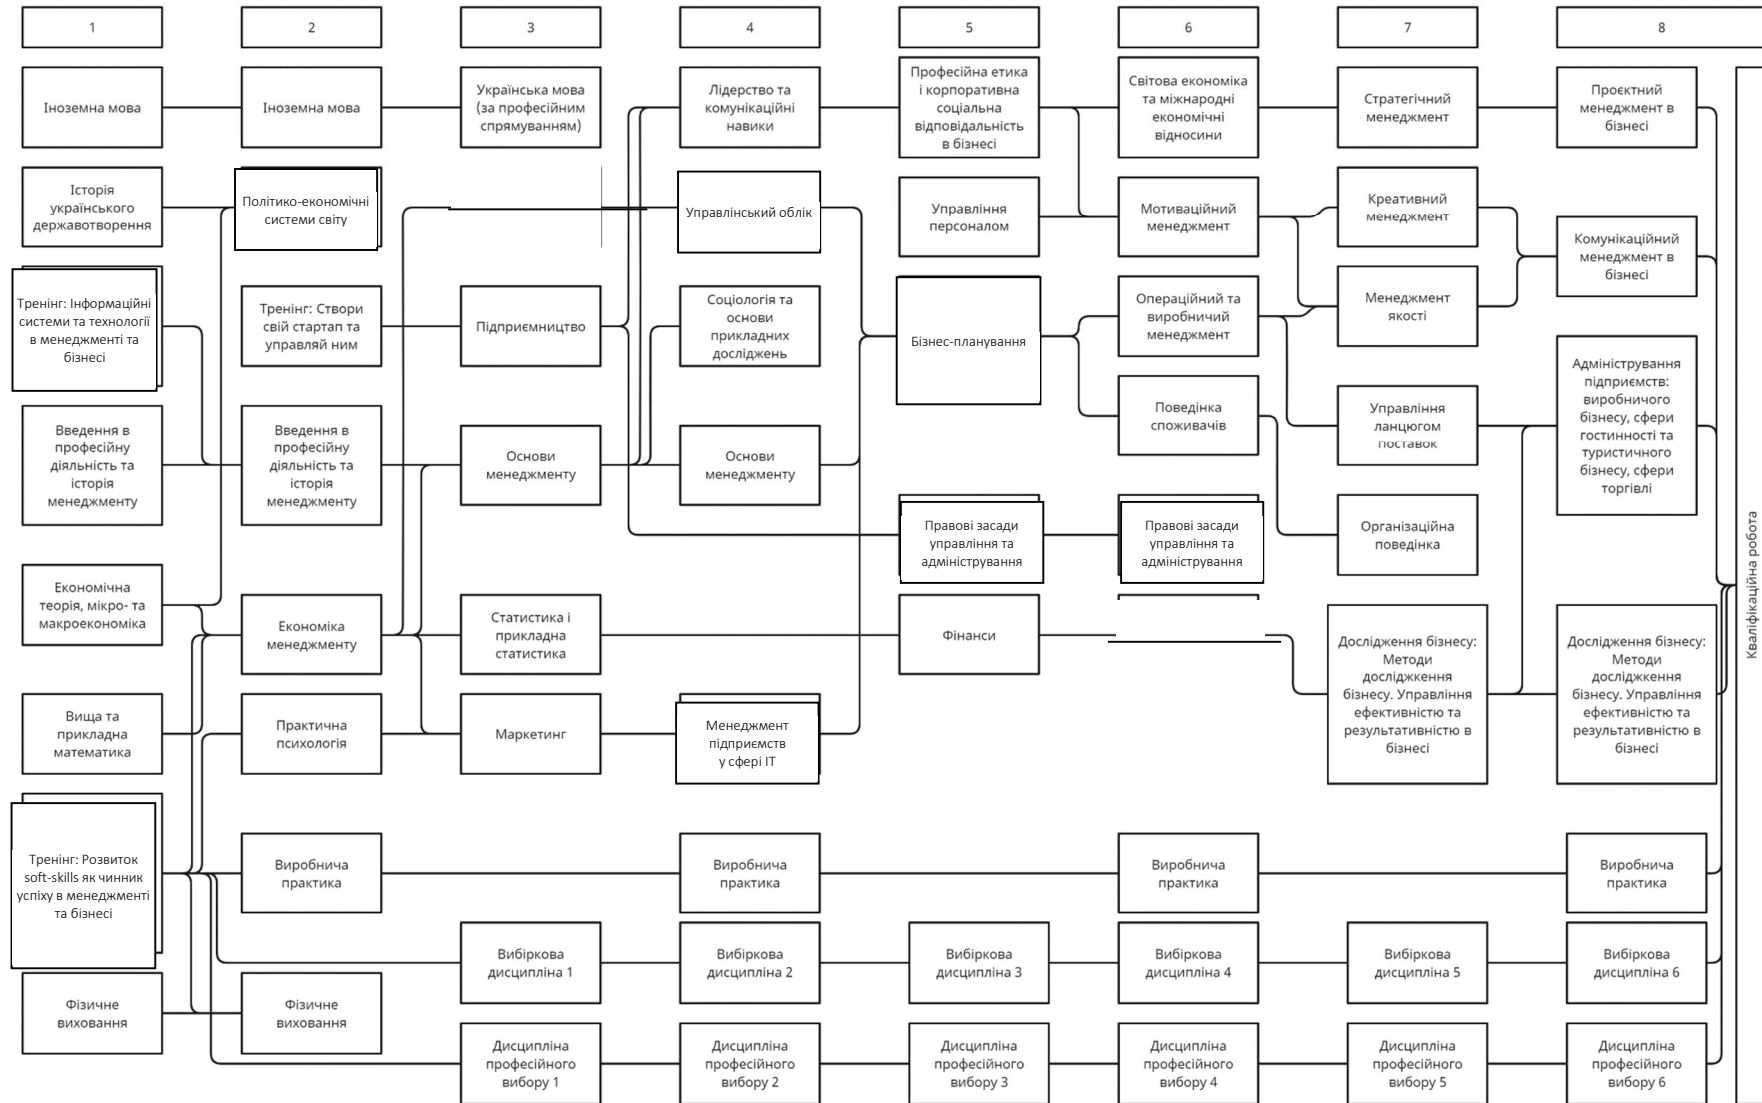 1
2
3
4
5
6
7
8
Іноземна мова
Іноземна мова
Українська мова
(за професійним
спрямуванням)
Лідерство та
комунікаційні
навики
Професійна етика
і корпоративна
соціальна
відповідальність
в бізнесі
Світова економіка
та міжнародні
економічні
відносини
Стратегічний
менеджмент
Проєктний
менеджмент в
бізнесі
Історія
українського
державотворення
Політико-економічні
системи світу
Управлінський облік
Управління
персоналом
Мотиваційний
менеджмент
Креативний
менеджмент
Комунікаційний
менеджмент в
бізнесі
Тренінг: Інформаційні
системи та технології
в менеджменті та
бізнесі
Тренінг: Створи
свій стартап та
управляй ним
Підприємництво
Соціологія та
основи
прикладних
досліджень
Бізнес-планування
Операційний та
виробничий
менеджмент
Менеджмент
якості
Адміністрування
підприємств:
виробничого
бізнесу, сфери
гостинності та
туристичного
бізнесу, сфери
торгівлі
Введення в
професійну
діяльність та
історія
менеджменту
Введення в
професійну
діяльність та
історія
менеджменту
Основи
менеджменту
Основи
менеджменту
Поведінка
споживачів
Управління
ланцюгом
поставок
Правові засади
управління та
адміністрування
Правові засади
управління та
адміністрування
Організаційна
поведінка
Економічна
теорія, мікро- та
макроекономіка
Економіка
менеджменту
Статистика і
прикладна
статистика
Фінанси
Дослідження бізнесу:
Методи
дослідження
бізнесу. Управління
ефективністю та
результативністю в
бізнесі
Дослідження бізнесу:
Методи
дослідження
бізнесу. Управління
ефективністю та
результативністю в
бізнесі
Кваліфікаційна робота
Вища та
прикладна
математика
Практична
психологія
Маркетинг
Менеджмент
підприємств
у сфері ІТ
Тренінг: Розвиток
soft-skills як чинник
успіху в менеджменті
та бізнесі
Виробнича
практика
Виробнича
практика
Виробнича
практика
Виробнича
практика
Вибіркова
дисципліна 1
Вибіркова
дисципліна 2
Вибіркова
дисципліна 3
Вибіркова
дисципліна 4
Вибіркова
дисципліна 5
Вибіркова
дисципліна 6
Фізичне
виховання
Фізичне
виховання
Дисципліна
професійного
вибору 1
Дисципліна
професійного
вибору 2
Дисципліна
професійного
вибору 3
Дисципліна
професійного
вибору 4
Дисципліна
професійного
вибору 5
Дисципліна
професійного
вибору 6